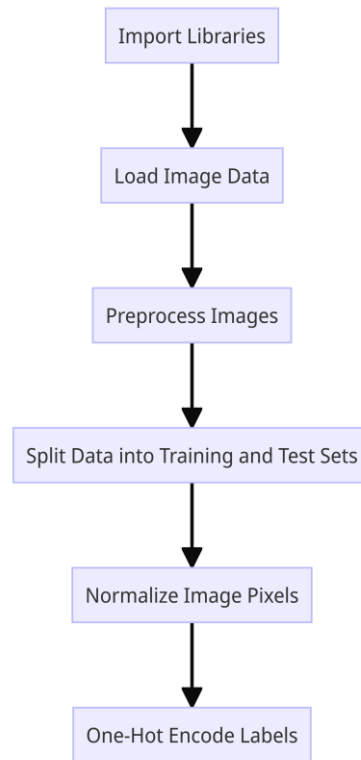 Import Libraries
Load Image Data
Preprocess Images
Split Data into Training and Test Sets
Normalize Image Pixels
One-Hot Encode Labels